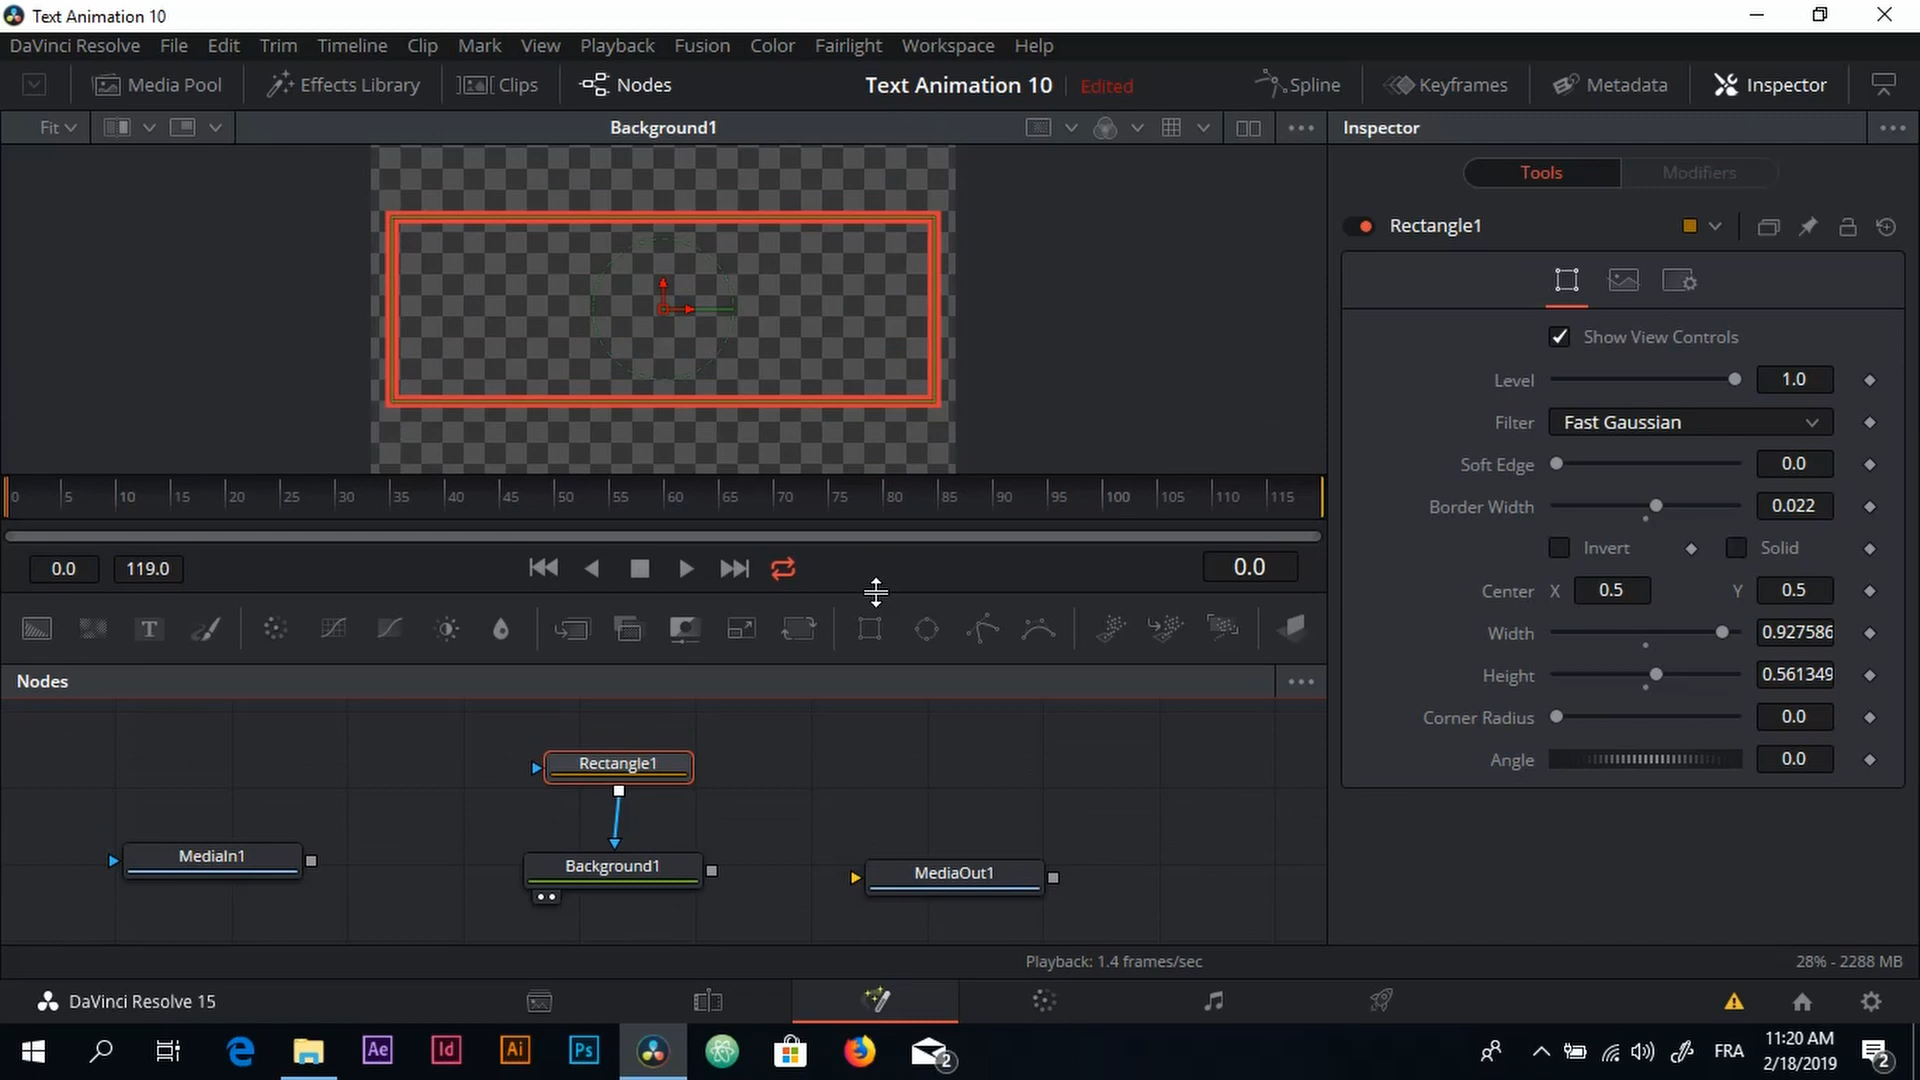 Text Animation 10
DaVinci Resolve File Edit Trim Timeline Clip Mark View Playback Fusion Color Fairlight Workspace Help
Media Pool Effects Library Clips Nodes Text Animation 10 Edited Spline Keyframes Metadata Inspector
Fit Background1 Inspector
Tools Modifiers
Rectangle1
Show View Controls
Level 1.0
Filter Fast Gaussian
Soft Edge 0.0
Border Width 0.022
Invert Solid
Center X 0.5 Y 0.5
Width 0.927586
Height 0.561349
Corner Radius 0.0
Angle 0.0
0 5 10 15 20 25 30 35 40 45 50 55 60 65 70 75 80 85 90 95 100 105 110 115
0.0 119.0 0.0
T
Nodes
Rectangle1
MediaIn1
Background1
MediaOut1
Playback: 1.4 frames/sec 28% - 2288 MB
DaVinci Resolve 15
Ae Id Ai Ps 2 FRA 11:20 AM
2/18/2019 2